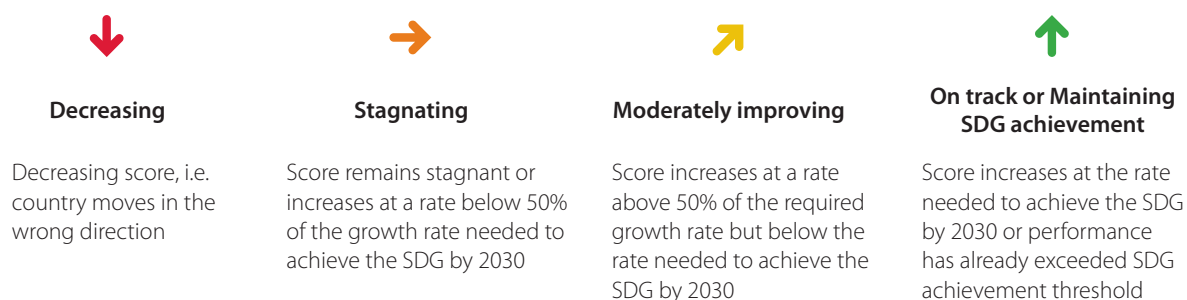 Decreasing
Decreasing score, i.e.
country moves in the
wrong direction
Stagnating
Score remains stagnant or
increases at a rate below 50%
of the growth rate needed to
achieve the SDG by 2030
Moderately improving
Score increases at a rate
above 50% of the required
growth rate but below the
rate needed to achieve the
SDG by 2030
On track or Maintaining
SDG achievement
Score increases at the rate
needed to achieve the SDG
by 2030 or performance
has already exceeded SDG
achievement threshold